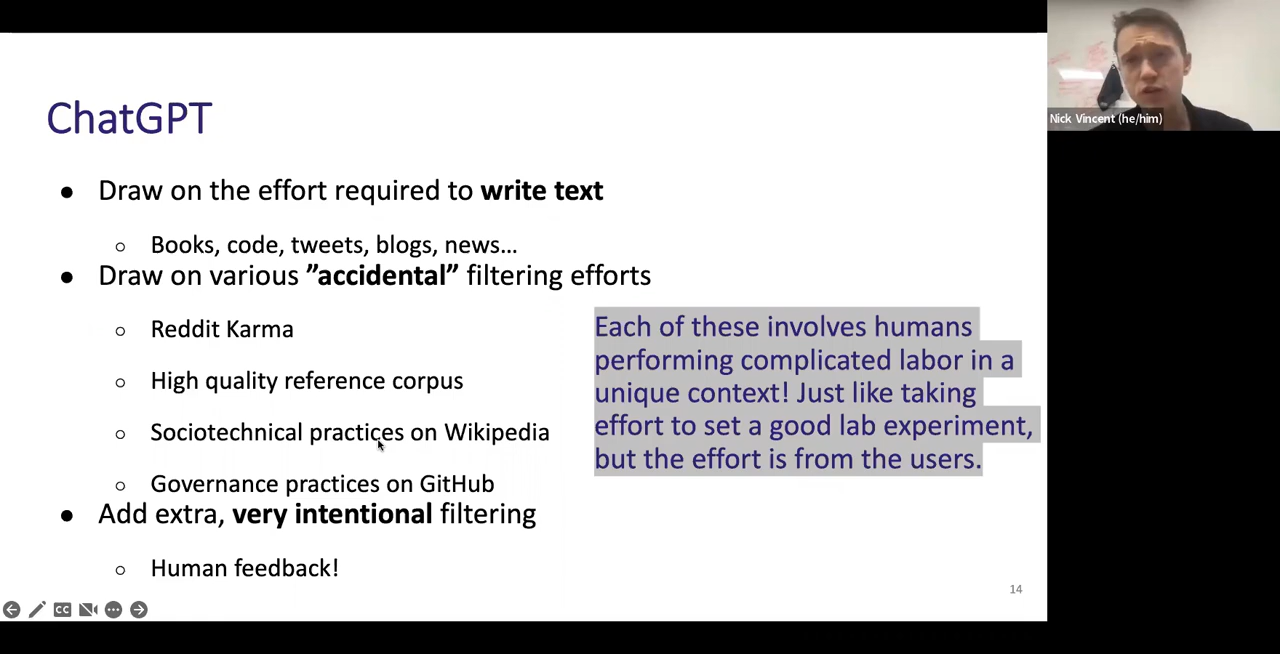 ChatGPT
● Draw on the effort required to write text
○ Books, code, tweets, blogs, news...
● Draw on various ”accidental” filtering efforts
○ Reddit Karma
○ High quality reference corpus
○ Sociotechnical practices on Wikipedia
○ Governance practices on GitHub
● Add extra, very intentional filtering
○ Human feedback!
Each of these involves humans
performing complicated labor in a
unique context! Just like taking
effort to set a good lab experiment,
but the effort is from the users.
14
CC
Nick Vincent (he/him)